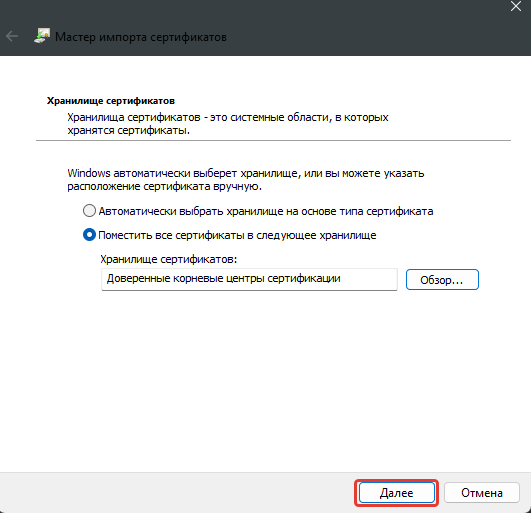 Мастер импорта сертификатов
Хранилище сертификатов
Хранилища сертификатов - это системные области, в которых
хранятся сертификаты.
Windows автоматически выберет хранилище, или вы можете указать
расположение сертификата вручную.
Автоматически выбрать хранилище на основе типа сертификата
Поместить все сертификаты в следующее хранилище
Хранилище сертификатов:
Доверенные корневые центры сертификации
Обзор...
Далее
Отмена